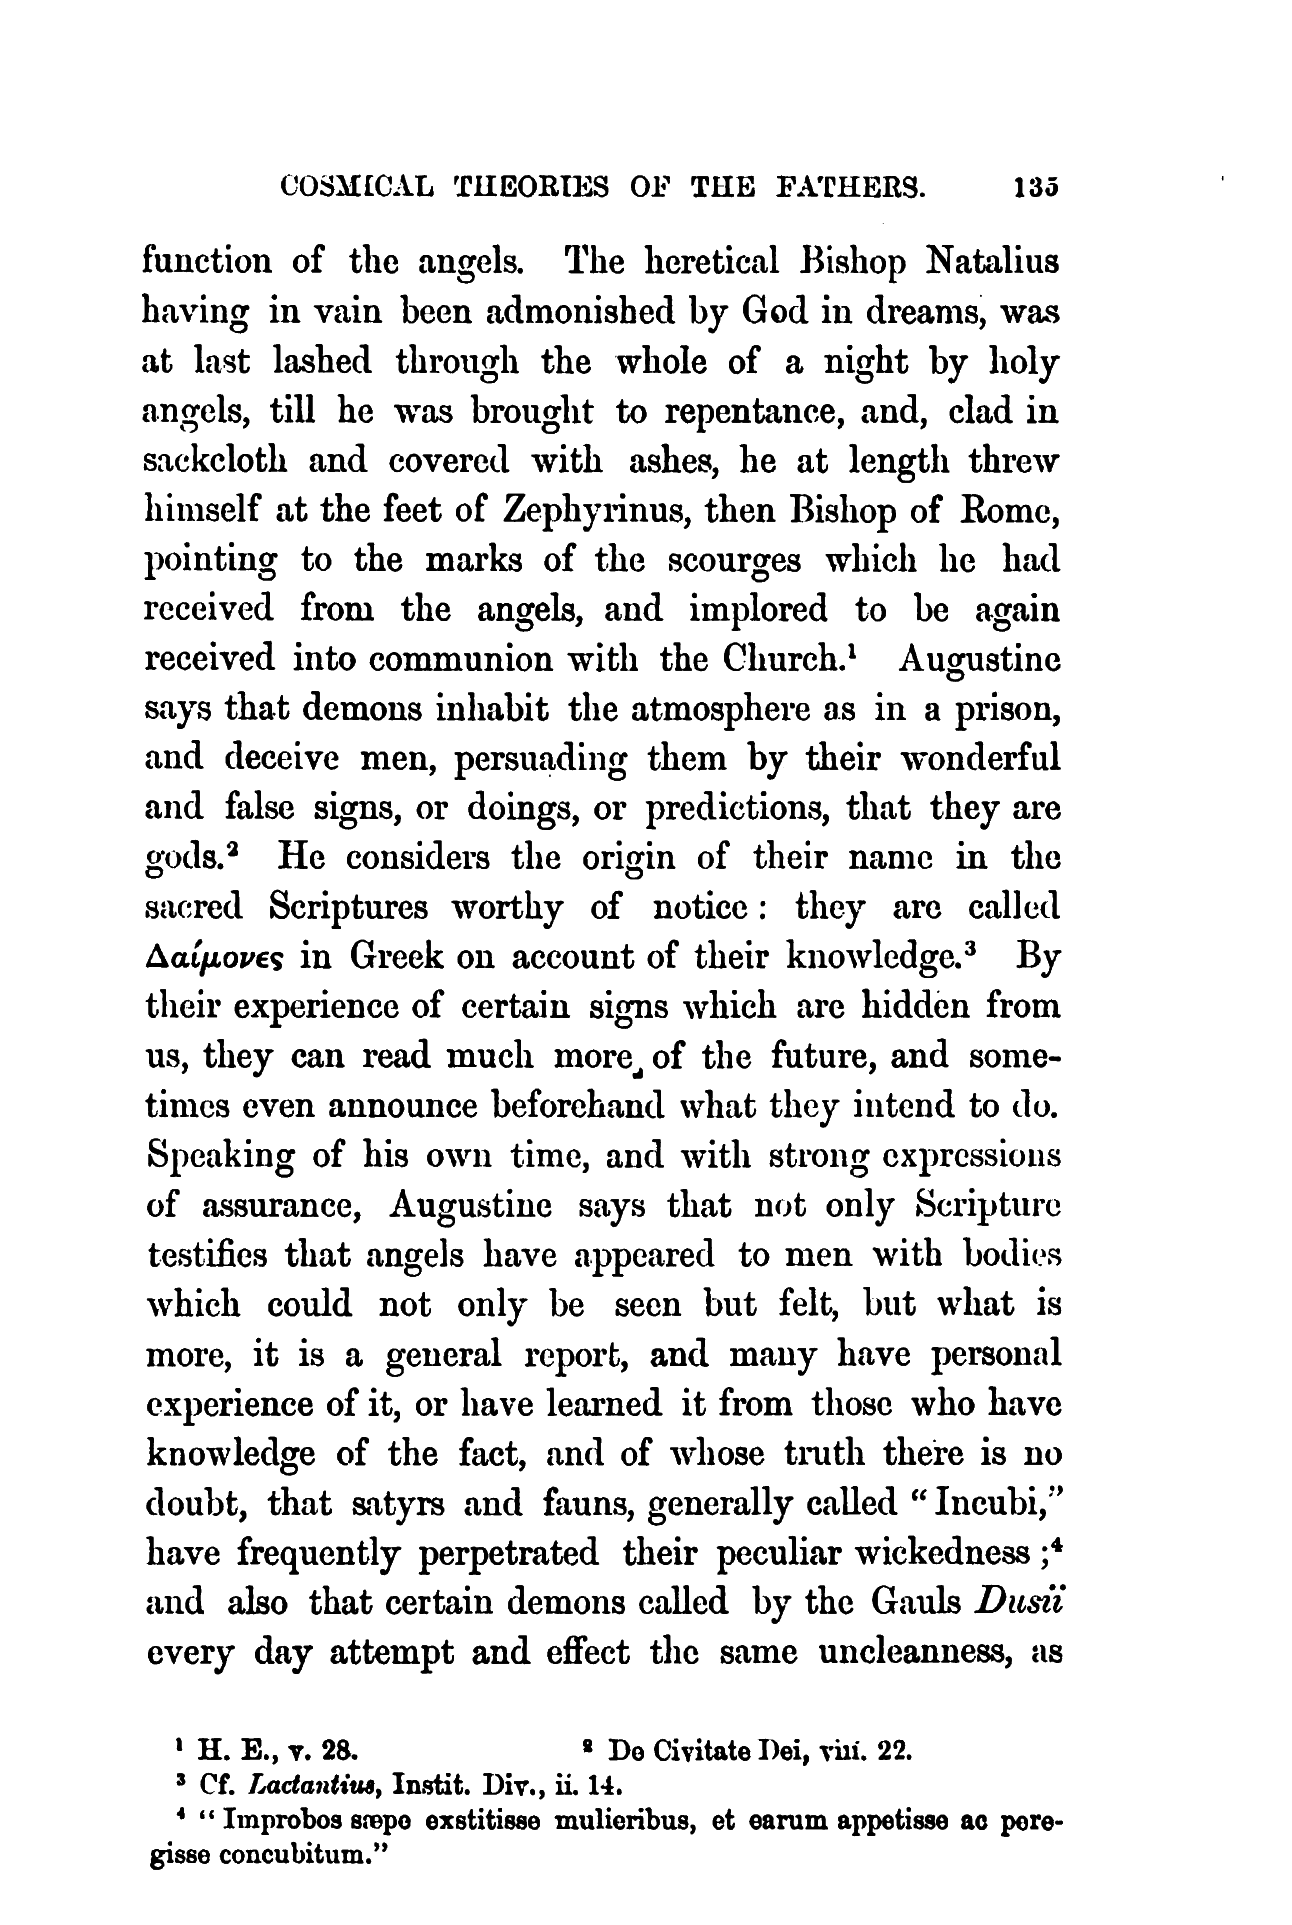 COSMICAL THEORIES OF THE FATHERS. 135
function of the angels. The heretical Bishop Natalius
having in vain been admonished by God in dreams, was
at last lashed through the whole of a night by holy
angels, till he was brought to repentance, and, clad in
sackcloth and covered with ashes, he at length threw
himself at the feet of Zephyrinus, then Bishop of Rome,
pointing to the marks of the scourges which he had
received from the angels, and implored to be again
received into communion with the Church.¹ Augustine
says that demons inhabit the atmosphere as in a prison,
and deceive men, persuading them by their wonderful
and false signs, or doings, or predictions, that they are
gods.² He considers the origin of their name in the
sacred Scriptures worthy of notice : they are called
Δαίμονες in Greek on account of their knowledge.³ By
their experience of certain signs which are hidden from
us, they can read much more of the future, and some-
times even announce beforehand what they intend to do.
Speaking of his own time, and with strong expressions
of assurance, Augustine says that not only Scripture
testifies that angels have appeared to men with bodies
which could not only be seen but felt, but what is
more, it is a general report, and many have personal
experience of it, or have learned it from those who have
knowledge of the fact, and of whose truth there is no
doubt, that satyrs and fauns, generally called “Incubi,”
have frequently perpetrated their peculiar wickedness ;⁴
and also that certain demons called by the Gauls Dusïi
every day attempt and effect the same uncleanness, as
¹ H. E., v. 28. ² De Civitate Dei, viii. 22.
³ Cf. Lactantius, Instit. Div., ii. 14.
⁴ “Improbos sæpe exstitisse mulieribus, et earum appetisse ac pere-
gisse concubitum.”